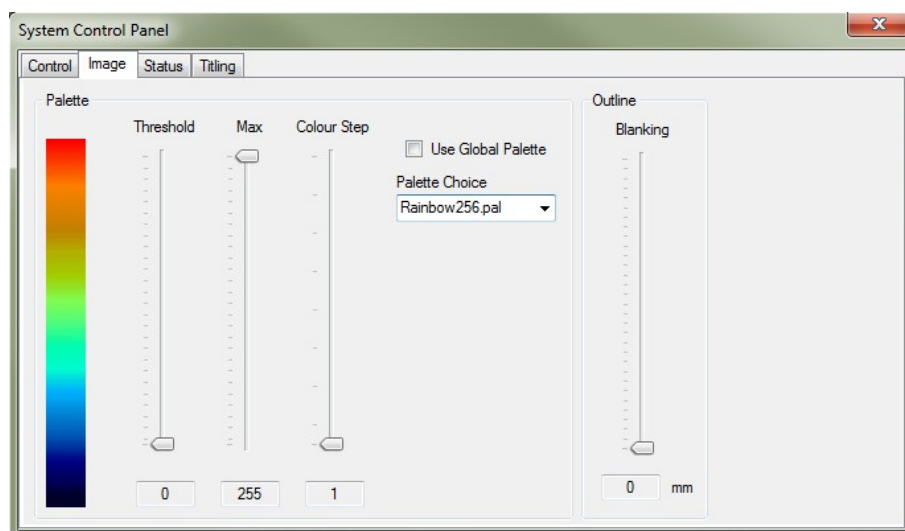 System Control Panel
Control Image Status Titling
Palette
Threshold Max Colour Step
Use Global Palette
Palette Choice
Rainbow256.pal
0 255 1
Outline
Blanking
0 mm